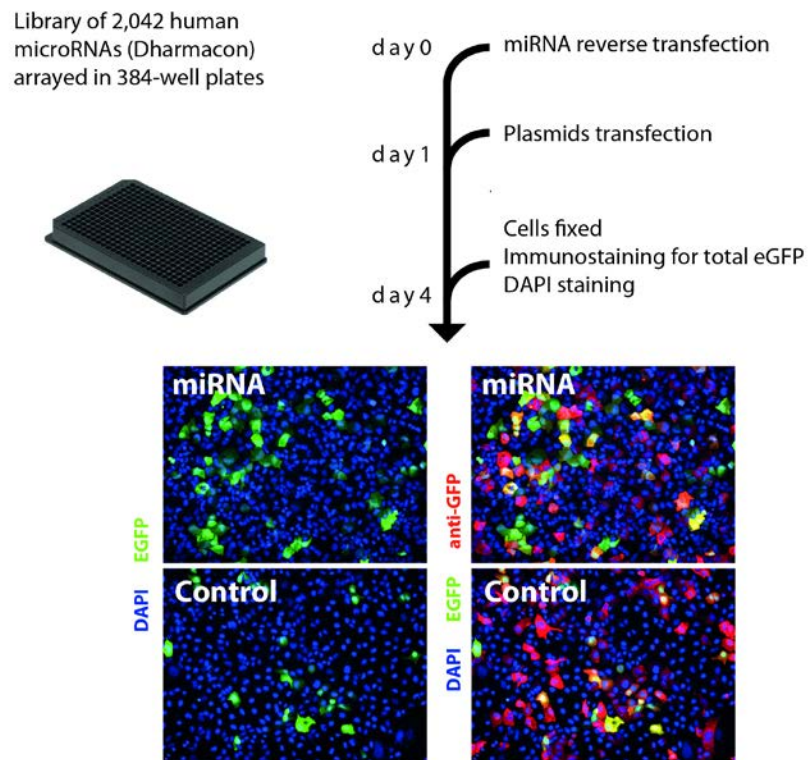 Library of 2,042 human
microRNAs (Dharmacon)
arrayed in 384-well plates
day 0
miRNA reverse transfection
day 1
Plasmids transfection
Cells fixed
Immunostaining for total eGFP
DAPI staining
day 4
miRNA
miRNA
DAPI EGFP
DAPI EGFP anti-GFP
Control
Control